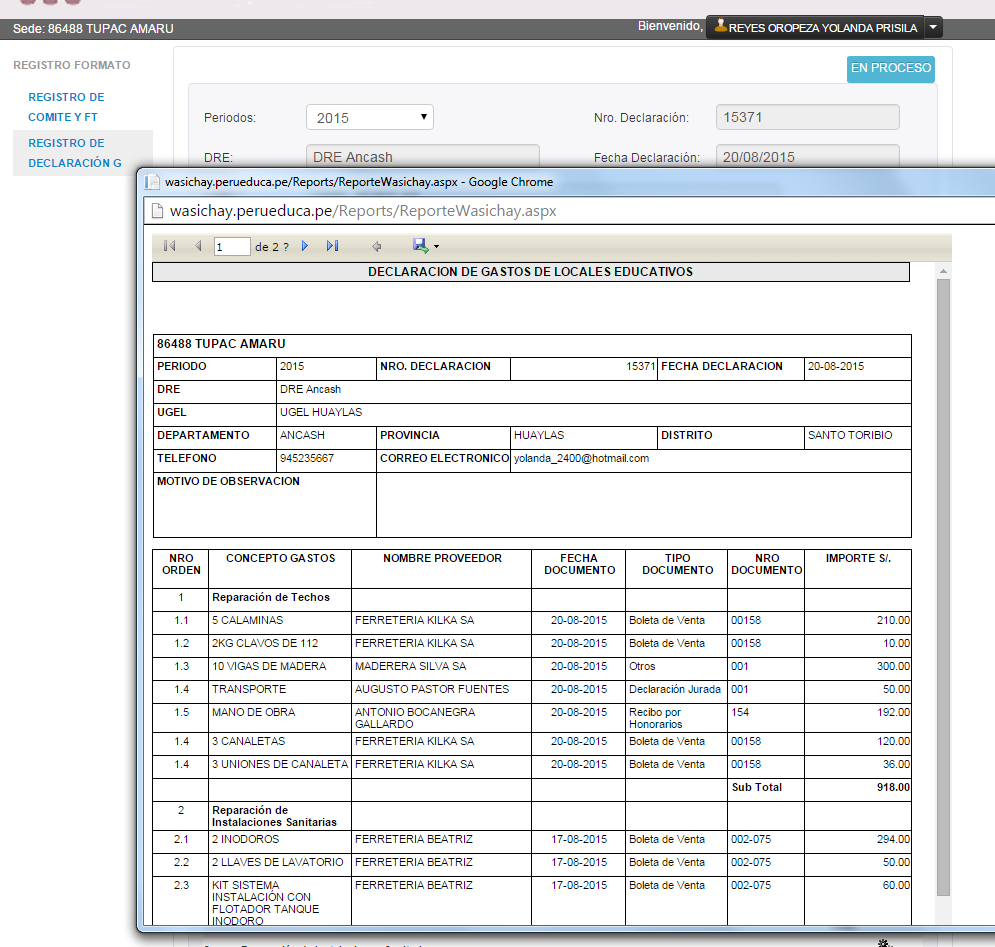 Sede: 86488 TUPAC AMARU
Bienvenido, REYES OROPEZA YOLANDA PRISILA
REGISTRO FORMATO
REGISTRO DE
COMITE Y FT
REGISTRO DE
DECLARACIÓN G
EN PROCESO
Periodos: 2015 Nro. Declaración: 15371
DRE: DRE Ancash Fecha Declaración: 20/08/2015
wasichay.perueduca.pe/Reports/ReporteWasichay.aspx - Google Chrome
wasichay.perueduca.pe/Reports/ReporteWasichay.aspx
1 de 2 ?
DECLARACION DE GASTOS DE LOCALES EDUCATIVOS
86488 TUPAC AMARU
PERIODO 2015 NRO. DECLARACION 15371 FECHA DECLARACION 20-08-2015
DRE DRE Ancash
UGEL UGEL HUAYLAS
DEPARTAMENTO ANCASH PROVINCIA HUAYLAS DISTRITO SANTO TORIBIO
TELEFONO 945235667 CORREO ELECTRONICO yolanda_2400@hotmail.com
MOTIVO DE OBSERVACION
NRO ORDEN CONCEPTO GASTOS NOMBRE PROVEEDOR FECHA DOCUMENTO TIPO DOCUMENTO NRO DOCUMENTO IMPORTE S/.
1 Reparación de Techos
1.1 5 CALAMINAS FERRETERIA KILKA SA 20-08-2015 Boleta de Venta 00158 210.00
1.2 2KG CLAVOS DE 112 FERRETERIA KILKA SA 20-08-2015 Boleta de Venta 00158 10.00
1.3 10 VIGAS DE MADERA MADERERA SILVA SA 20-08-2015 Otros 001 300.00
1.4 TRANSPORTE AUGUSTO PASTOR FUENTES 20-08-2015 Declaración Jurada 001 50.00
1.5 MANO DE OBRA ANTONIO BOCANEGRA GALLARDO 20-08-2015 Recibo por Honorarios 154 192.00
1.4 3 CANALETAS FERRETERIA KILKA SA 20-08-2015 Boleta de Venta 00158 120.00
1.4 3 UNIONES DE CANALETA FERRETERIA KILKA SA 20-08-2015 Boleta de Venta 00158 36.00
Sub Total 918.00
2 Reparación de Instalaciones Sanitarias
2.1 2 INODOROS FERRETERIA BEATRIZ 17-08-2015 Boleta de Venta 002-075 294.00
2.2 2 LLAVES DE LAVATORIO FERRETERIA BEATRIZ 17-08-2015 Boleta de Venta 002-075 50.00
2.3 KIT SISTEMA INSTALACIÓN CON FLOTADOR TANQUE INODORO FERRETERIA BEATRIZ 17-08-2015 Boleta de Venta 002-075 60.00